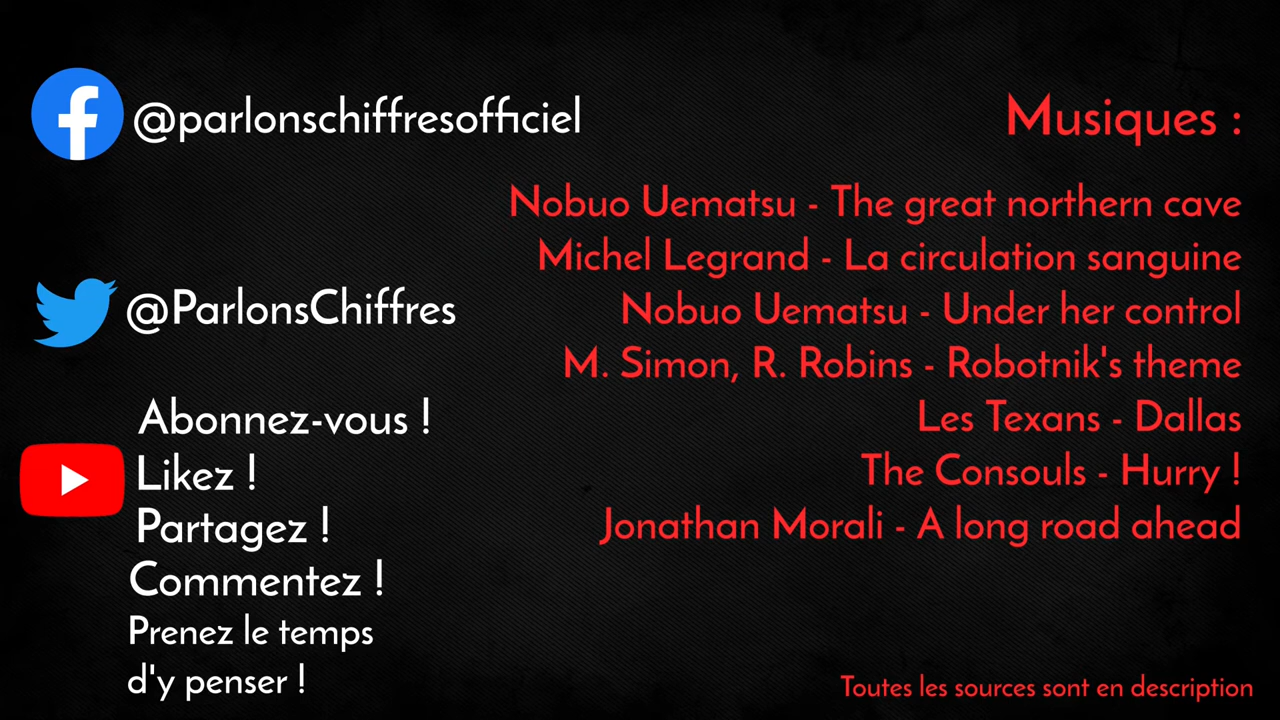 @parlonschiffresofficiel
@ParlonsChiffres
Abonnez-vous !
Likez !
Partagez !
Commentez !
Prenez le temps
d'y penser !
Musiques :
Nobuo Uematsu - The great northern cave
Michel Legrand - La circulation sanguine
Nobuo Uematsu - Under her control
M. Simon, R. Robins - Robotnik's theme
Les Texans - Dallas
The Consouls - Hurry !
Jonathan Morali - A long road ahead
Toutes les sources sont en description